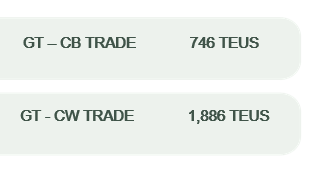 GT – CB TRADE 746 TEUS
GT - CW TRADE 1,886 TEUS